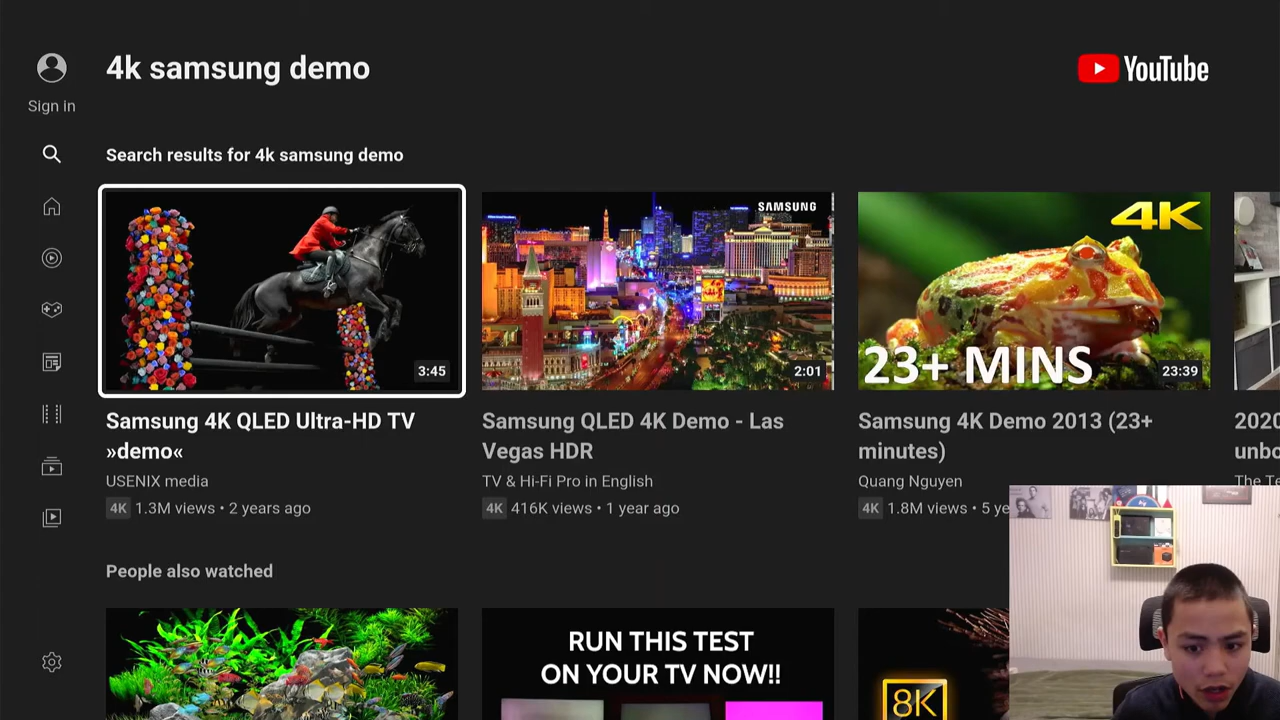 4k samsung demo
YouTube
Sign in
Search results for 4k samsung demo
3:45
SAMSUNG
2:01
4K
23+ MINS
23:39
Samsung 4K QLED Ultra-HD TV
»demo«
USENIX media
4K 1.3M views • 2 years ago
Samsung QLED 4K Demo - Las
Vegas HDR
TV & Hi-Fi Pro in English
4K 416K views • 1 year ago
Samsung 4K Demo 2013 (23+
minutes)
Quang Nguyen
4K 1.8M views • 5
2020
The
People also watched
RUN THIS TEST
ON YOUR TV NOW!!
8K